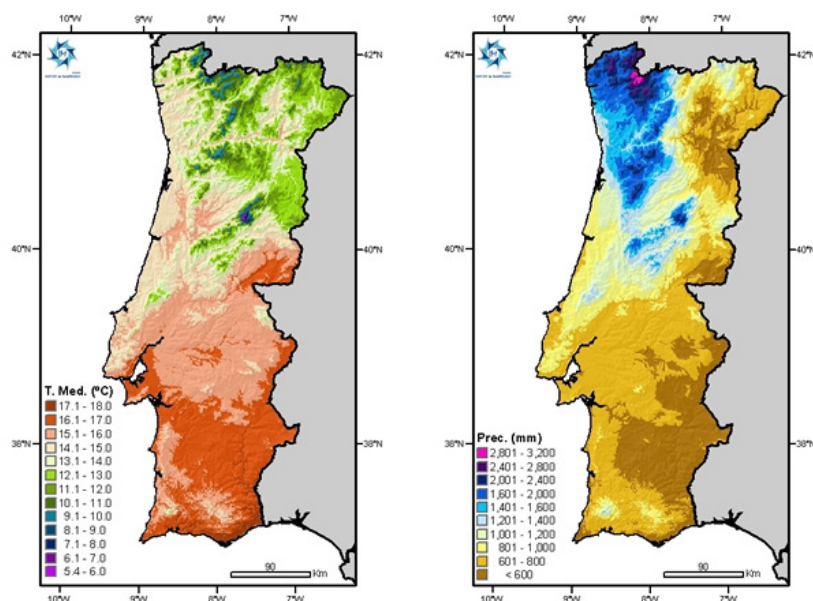 10°W 9°W 8°W 7°W
42°N
40°N
38°N
T. Med. (ºC)
17.1 - 18.0
16.1 - 17.0
15.1 - 16.0
14.1 - 15.0
13.1 - 14.0
12.1 - 13.0
11.1 - 12.0
10.1 - 11.0
9.1 - 10.0
8.1 - 9.0
7.1 - 8.0
6.1 - 7.0
5.4 - 6.0
90
Km
10°W 9°W 8°W 7°W
10°W 9°W 8°W 7°W
42°N 42°N
40°N 40°N
38°N 38°N
Prec. (mm)
2,801 - 3,200
2,401 - 2,800
2,001 - 2,400
1,601 - 2,000
1,401 - 1,600
1,201 - 1,400
1,001 - 1,200
801 - 1,000
601 - 800
< 600
90
Km
10°W 9°W 8°W 7°W